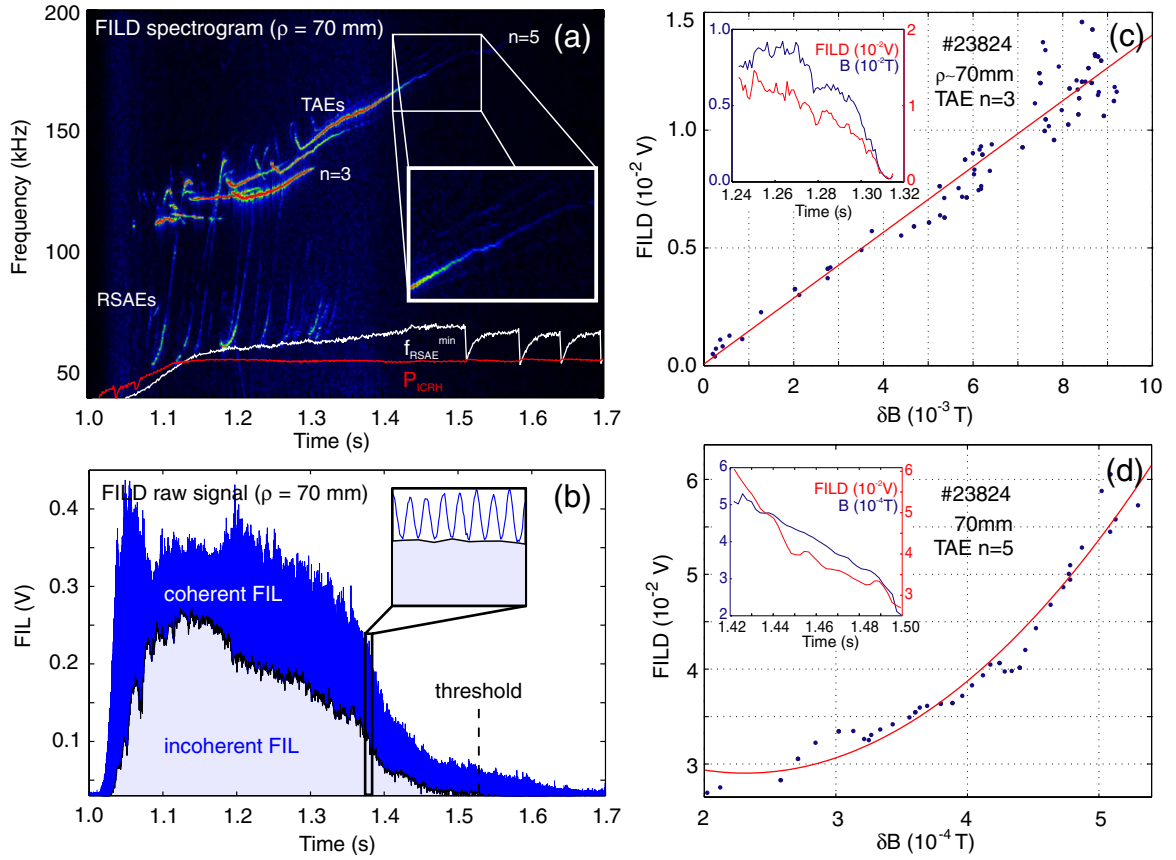 FILD spectrogram (ρ = 70 mm)
(a)
n=5
TAEs
n=3
RSAEs
f_RSAE^min
P_ICRH
Frequency (kHz)
200
150
100
50
1.0 1.1 1.2 1.3 1.4 1.5 1.6 1.7
Time (s)
FILD raw signal (ρ = 70 mm)
(b)
coherent FIL
incoherent FIL
threshold
FIL (V)
0.4
0.3
0.2
0.1
1.0 1.1 1.2 1.3 1.4 1.5 1.6 1.7
Time (s)
(c)
#23824
ρ~70mm
TAE n=3
FILD (10⁻² V)
1.5
1.0
0.5
0.0
0 2 4 6 8 10
δB (10⁻³ T)
FILD (10⁻²V)
B (10⁻²T)
1.0
0.5
0.0
2
1
0
1.24 1.26 1.28 1.30 1.32
Time (s)
(d)
#23824
70mm
TAE n=5
FILD (10⁻² V)
6
5
4
3
2 3 4 5
δB (10⁻⁴ T)
FILD (10⁻²V)
B (10⁻⁴T)
6
5
4
3
2
6
5
4
3
1.42 1.44 1.46 1.48 1.50
Time (s)